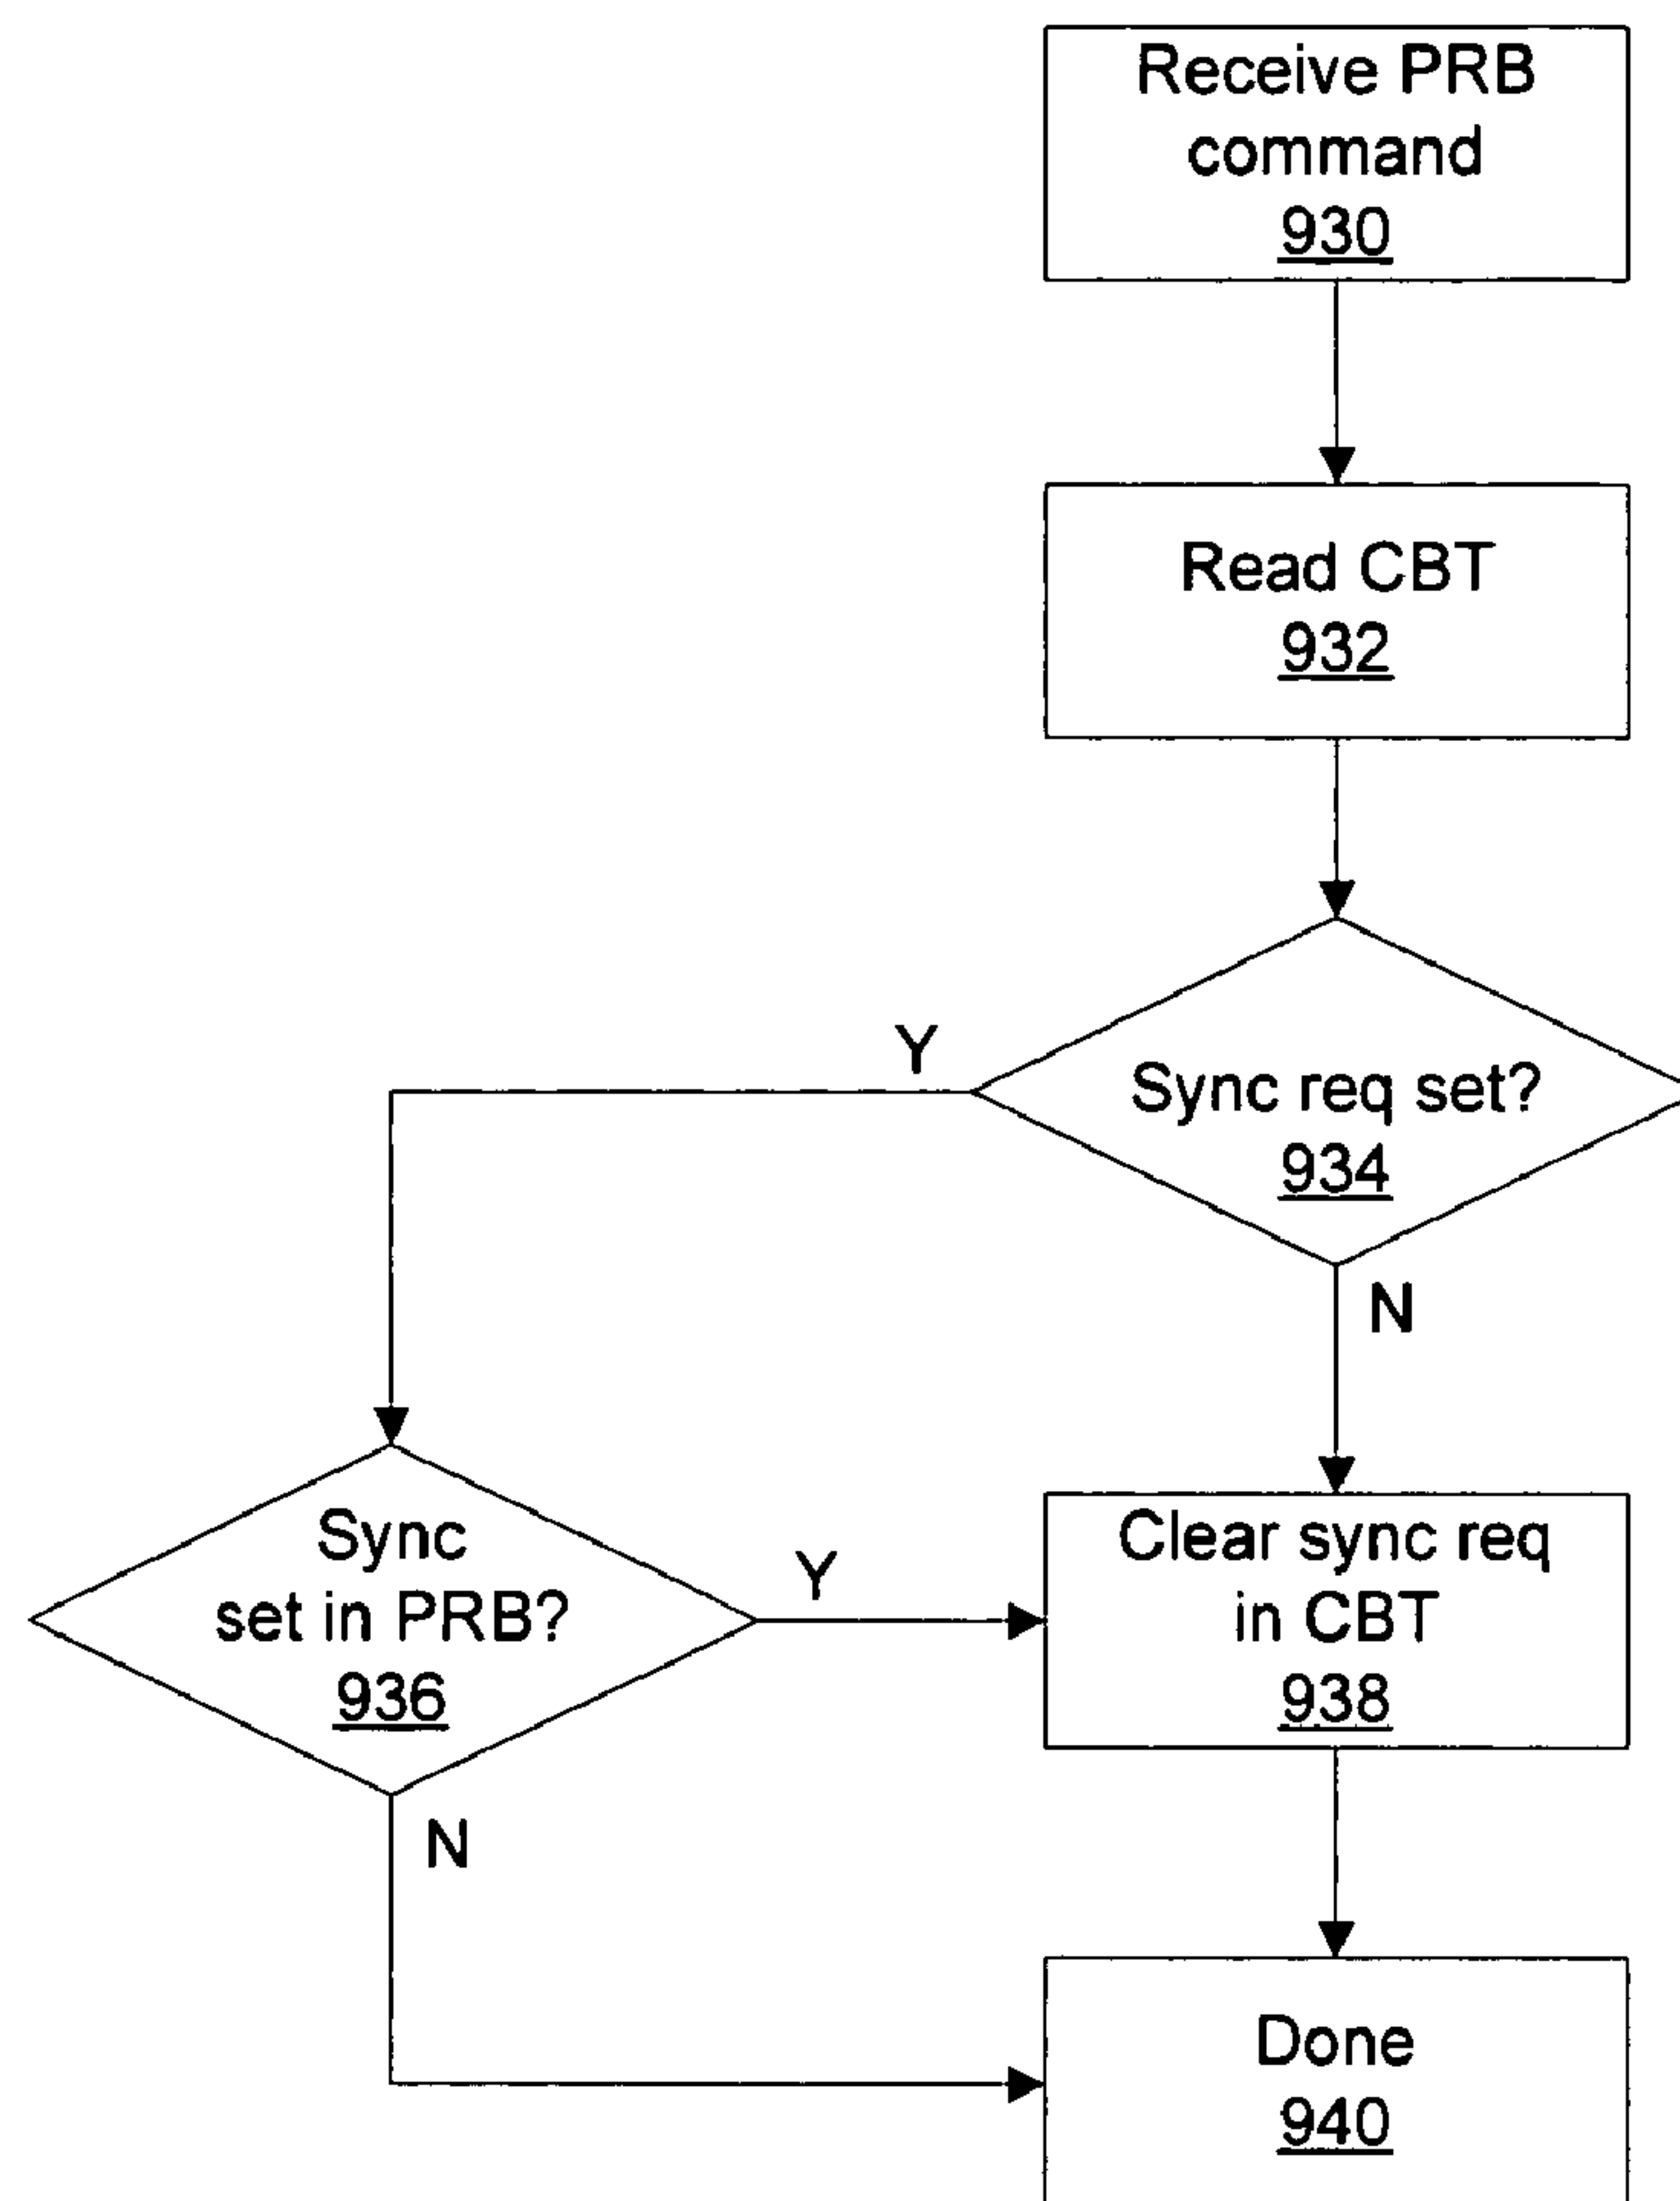 Receive PRB
command
930
Read CBT
932
Y
Sync req set?
934
N
Sync
set in PRB?
936
Y
Clear sync req
in CBT
938
N
Done
940